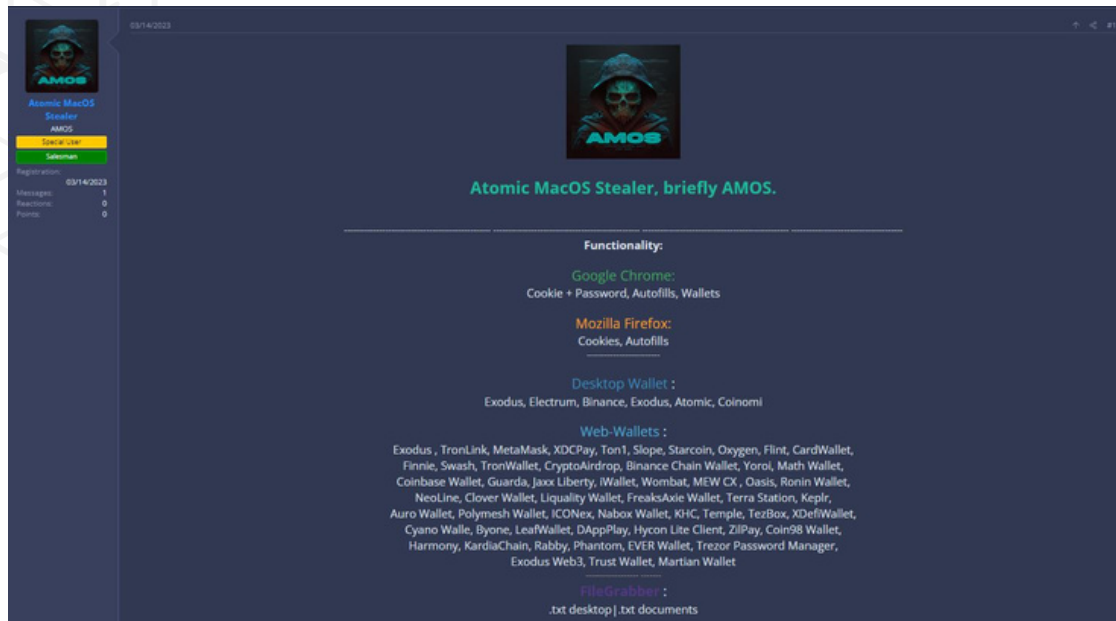 03/14/2023
#1
AMOS
Atomic MacOS
Stealer
AMOS
Special User
Salesman
Registration:
03/14/2023
Messages: 1
Reactions: 0
Points: 0
AMOS
Atomic MacOS Stealer, briefly AMOS.
Functionality:
Google Chrome:
Cookie + Password, Autofills, Wallets
Mozilla Firefox:
Cookies, Autofills
Desktop Wallet :
Exodus, Electrum, Binance, Exodus, Atomic, Coinomi
Web-Wallets :
Exodus , TronLink, MetaMask, XDCPay, Ton1, Slope, Starcoin, Oxygen, Flint, CardWallet,
Finnie, Swash, TronWallet, CryptoAirdrop, Binance Chain Wallet, Yoroi, Math Wallet,
Coinbase Wallet, Guarda, Jaxx Liberty, iWallet, Wombat, MEW CX , Oasis, Ronin Wallet,
NeoLine, Clover Wallet, Liquality Wallet, FreaksAxie Wallet, Terra Station, Keplr,
Auro Wallet, Polymesh Wallet, ICONex, Nabox Wallet, KHC, Temple, TezBox, XDefiWallet,
Cyano Walle, Byone, LeafWallet, DAppPlay, Hycon Lite Client, ZilPay, Coin98 Wallet,
Harmony, KardiaChain, Rabby, Phantom, EVER Wallet, Trezor Password Manager,
Exodus Web3, Trust Wallet, Martian Wallet
FileGrabber :
.txt desktop|.txt documents